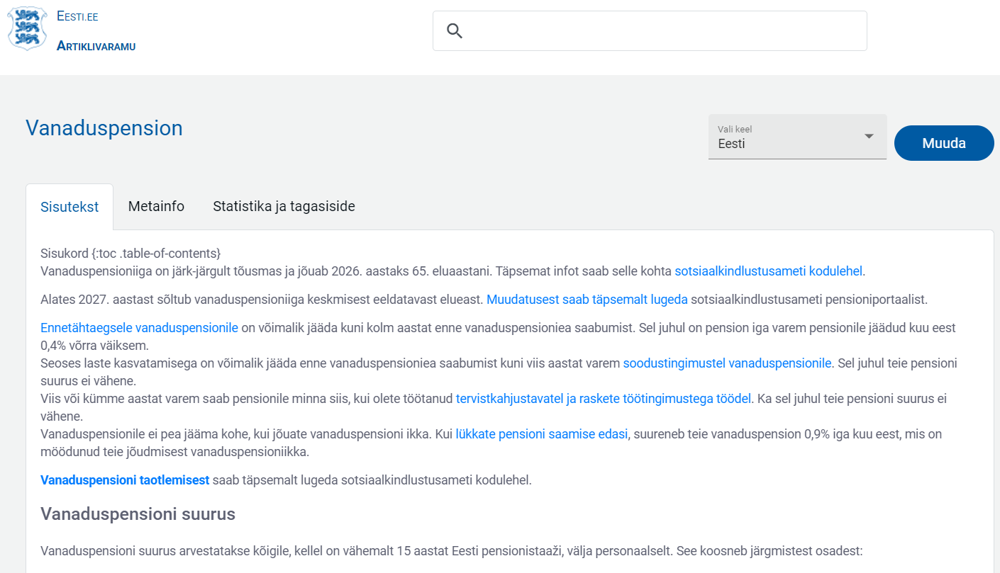 Eesti.ee
Artiklivaramu
Vanaduspension
Vali keel
Eesti
Muuda
Sisutekst
Metainfo
Statistika ja tagasiside
Sisukord {:toc .table-of-contents}
Vanaduspensioniiga on järk-järgult tõusmas ja jõuab 2026. aastaks 65. eluaastani. Täpsemat infot saab selle kohta sotsiaalkindlustusameti kodulehel.
Alates 2027. aastast sõltub vanaduspensioniiga keskmisest eeldatavast elueast. Muudatusest saab täpsemalt lugeda sotsiaalkindlustusameti pensioniportaalist.
Ennetähtaegsele vanaduspensionile on võimalik jääda kuni kolm aastat enne vanaduspensioniea saabumist. Sel juhul on pension iga varem pensionile jäädud kuu eest
0,4% võrra väiksem.
Seoses laste kasvatamisega on võimalik jääda enne vanaduspensioniea saabumist kuni viis aastat varem soodustingimustel vanaduspensionile. Sel juhul teie pensioni
suurus ei vähene.
Viis või kümme aastat varem saab pensionile minna siis, kui olete töötanud tervistkahjustavatel ja raskete töötingimustega töödel. Ka sel juhul teie pensioni suurus ei
vähene.
Vanaduspensionile ei pea jääma kohe, kui jõuate vanaduspensioni ikka. Kui lükkate pensioni saamise edasi, suureneb teie vanaduspension 0,9% iga kuu eest, mis on
möödunud teie jõudmisest vanaduspensioniikka.
Vanaduspensioni taotlemisest saab täpsemalt lugeda sotsiaalkindlustusameti kodulehel.
Vanaduspensioni suurus
Vanaduspensioni suurus arvestatakse kõigile, kellel on vähemalt 15 aastat Eesti pensionistaaži, välja personaalselt. See koosneb järgmistest osadest: